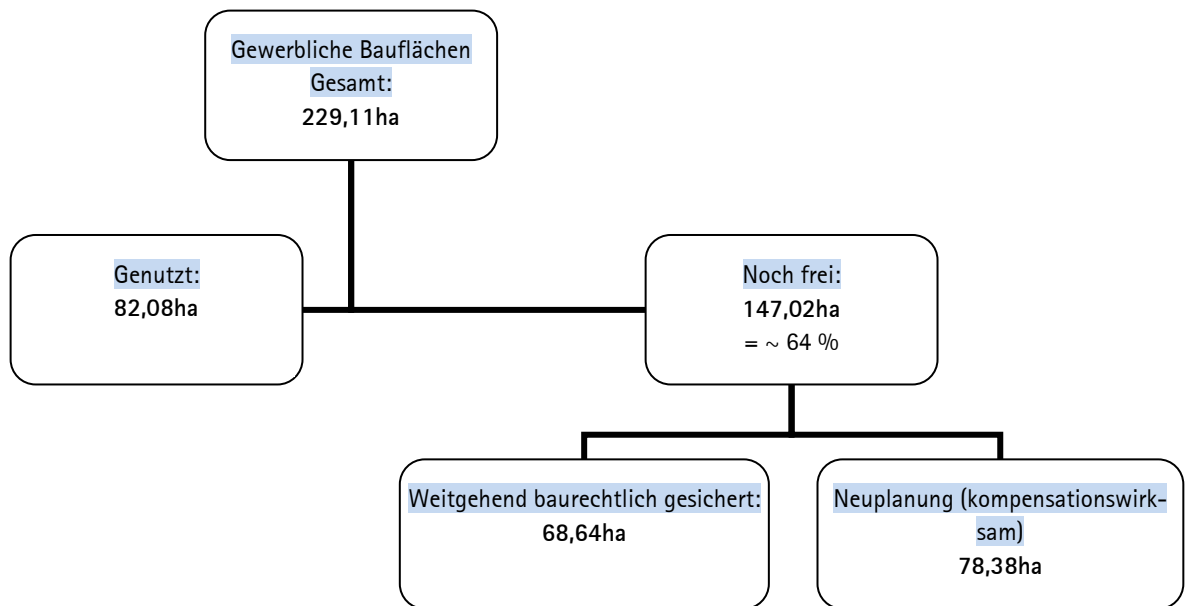 Gewerbliche Bauflächen
Gesamt:
229,11ha
Genutzt:
82,08ha
Noch frei:
147,02ha
= ~ 64 %
Weitgehend baurechtlich gesichert:
68,64ha
Neuplanung (kompensationswirk-
sam)
78,38ha